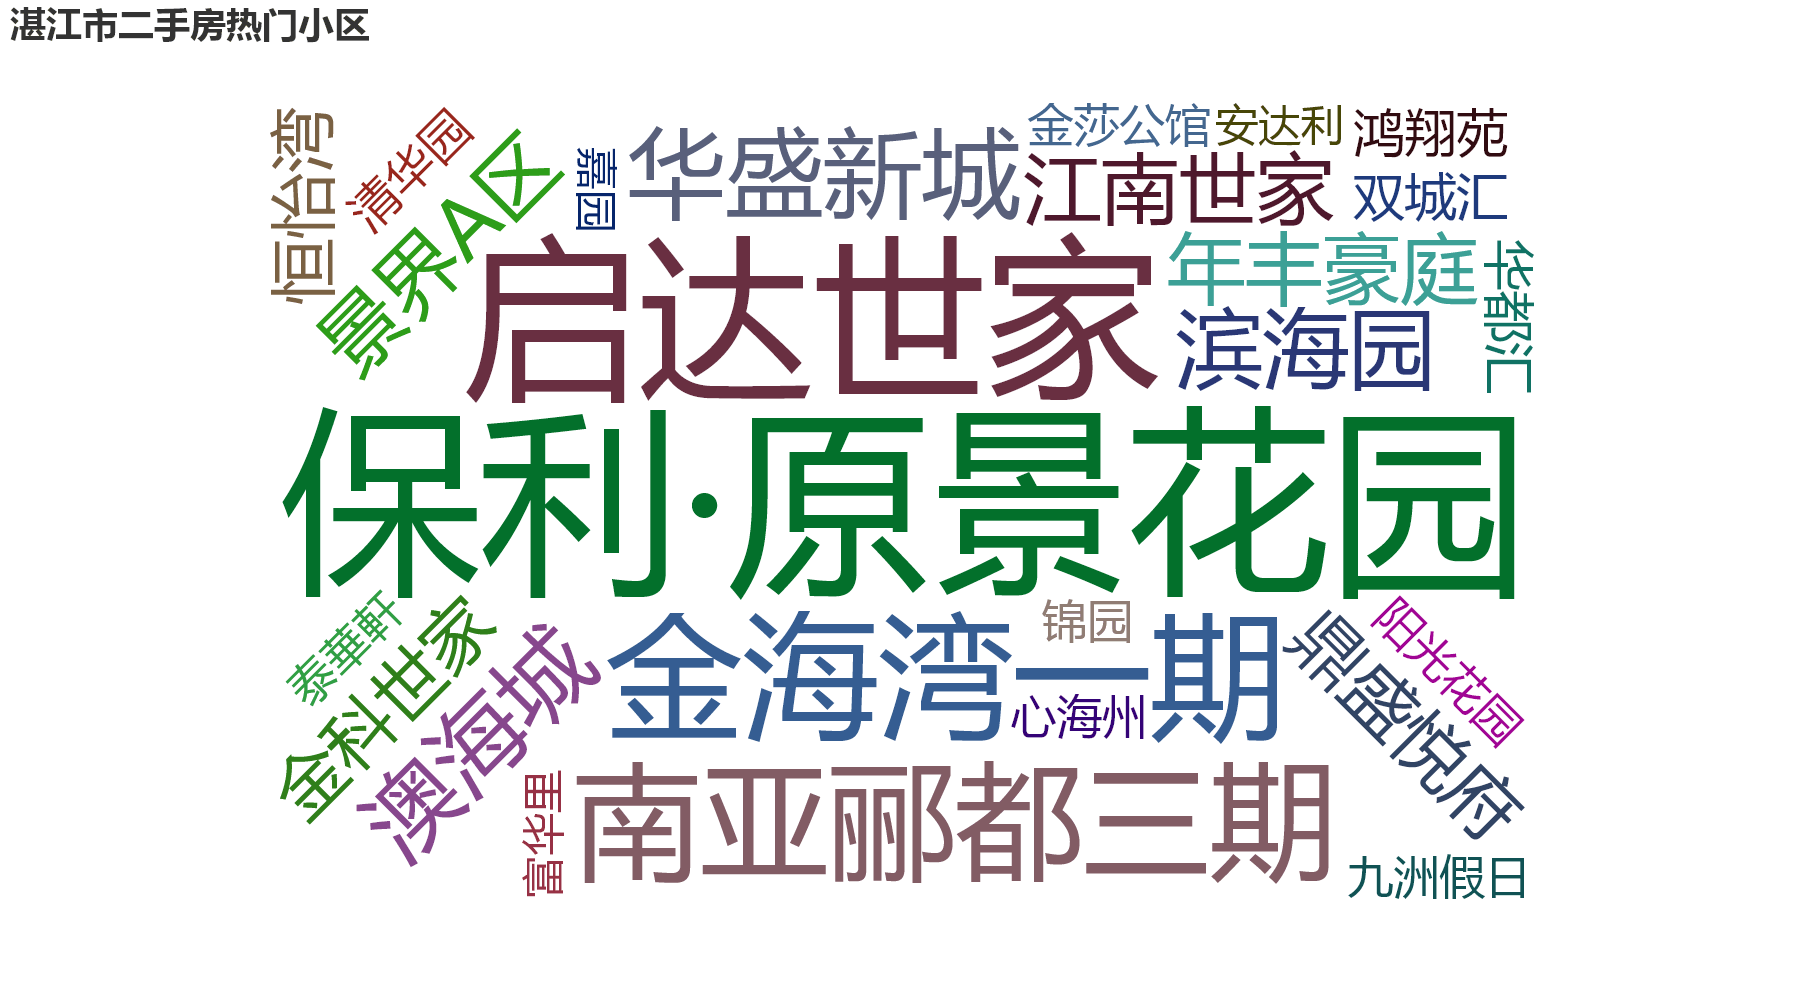 湛江市二手房热门小区
恒怡湾
清华园
景界A区
嘉园
华盛新城
金莎公馆
安达利
鸿翔苑
江南世家
双城汇
启达世家
年丰豪庭
华都汇
滨海园
保利·原景花园
泰華軒
金科世家
澳海城
金海湾一期
锦园
心海州
阳光花园
鼎盛悦府
富华里
南亚郦都三期
九洲假日